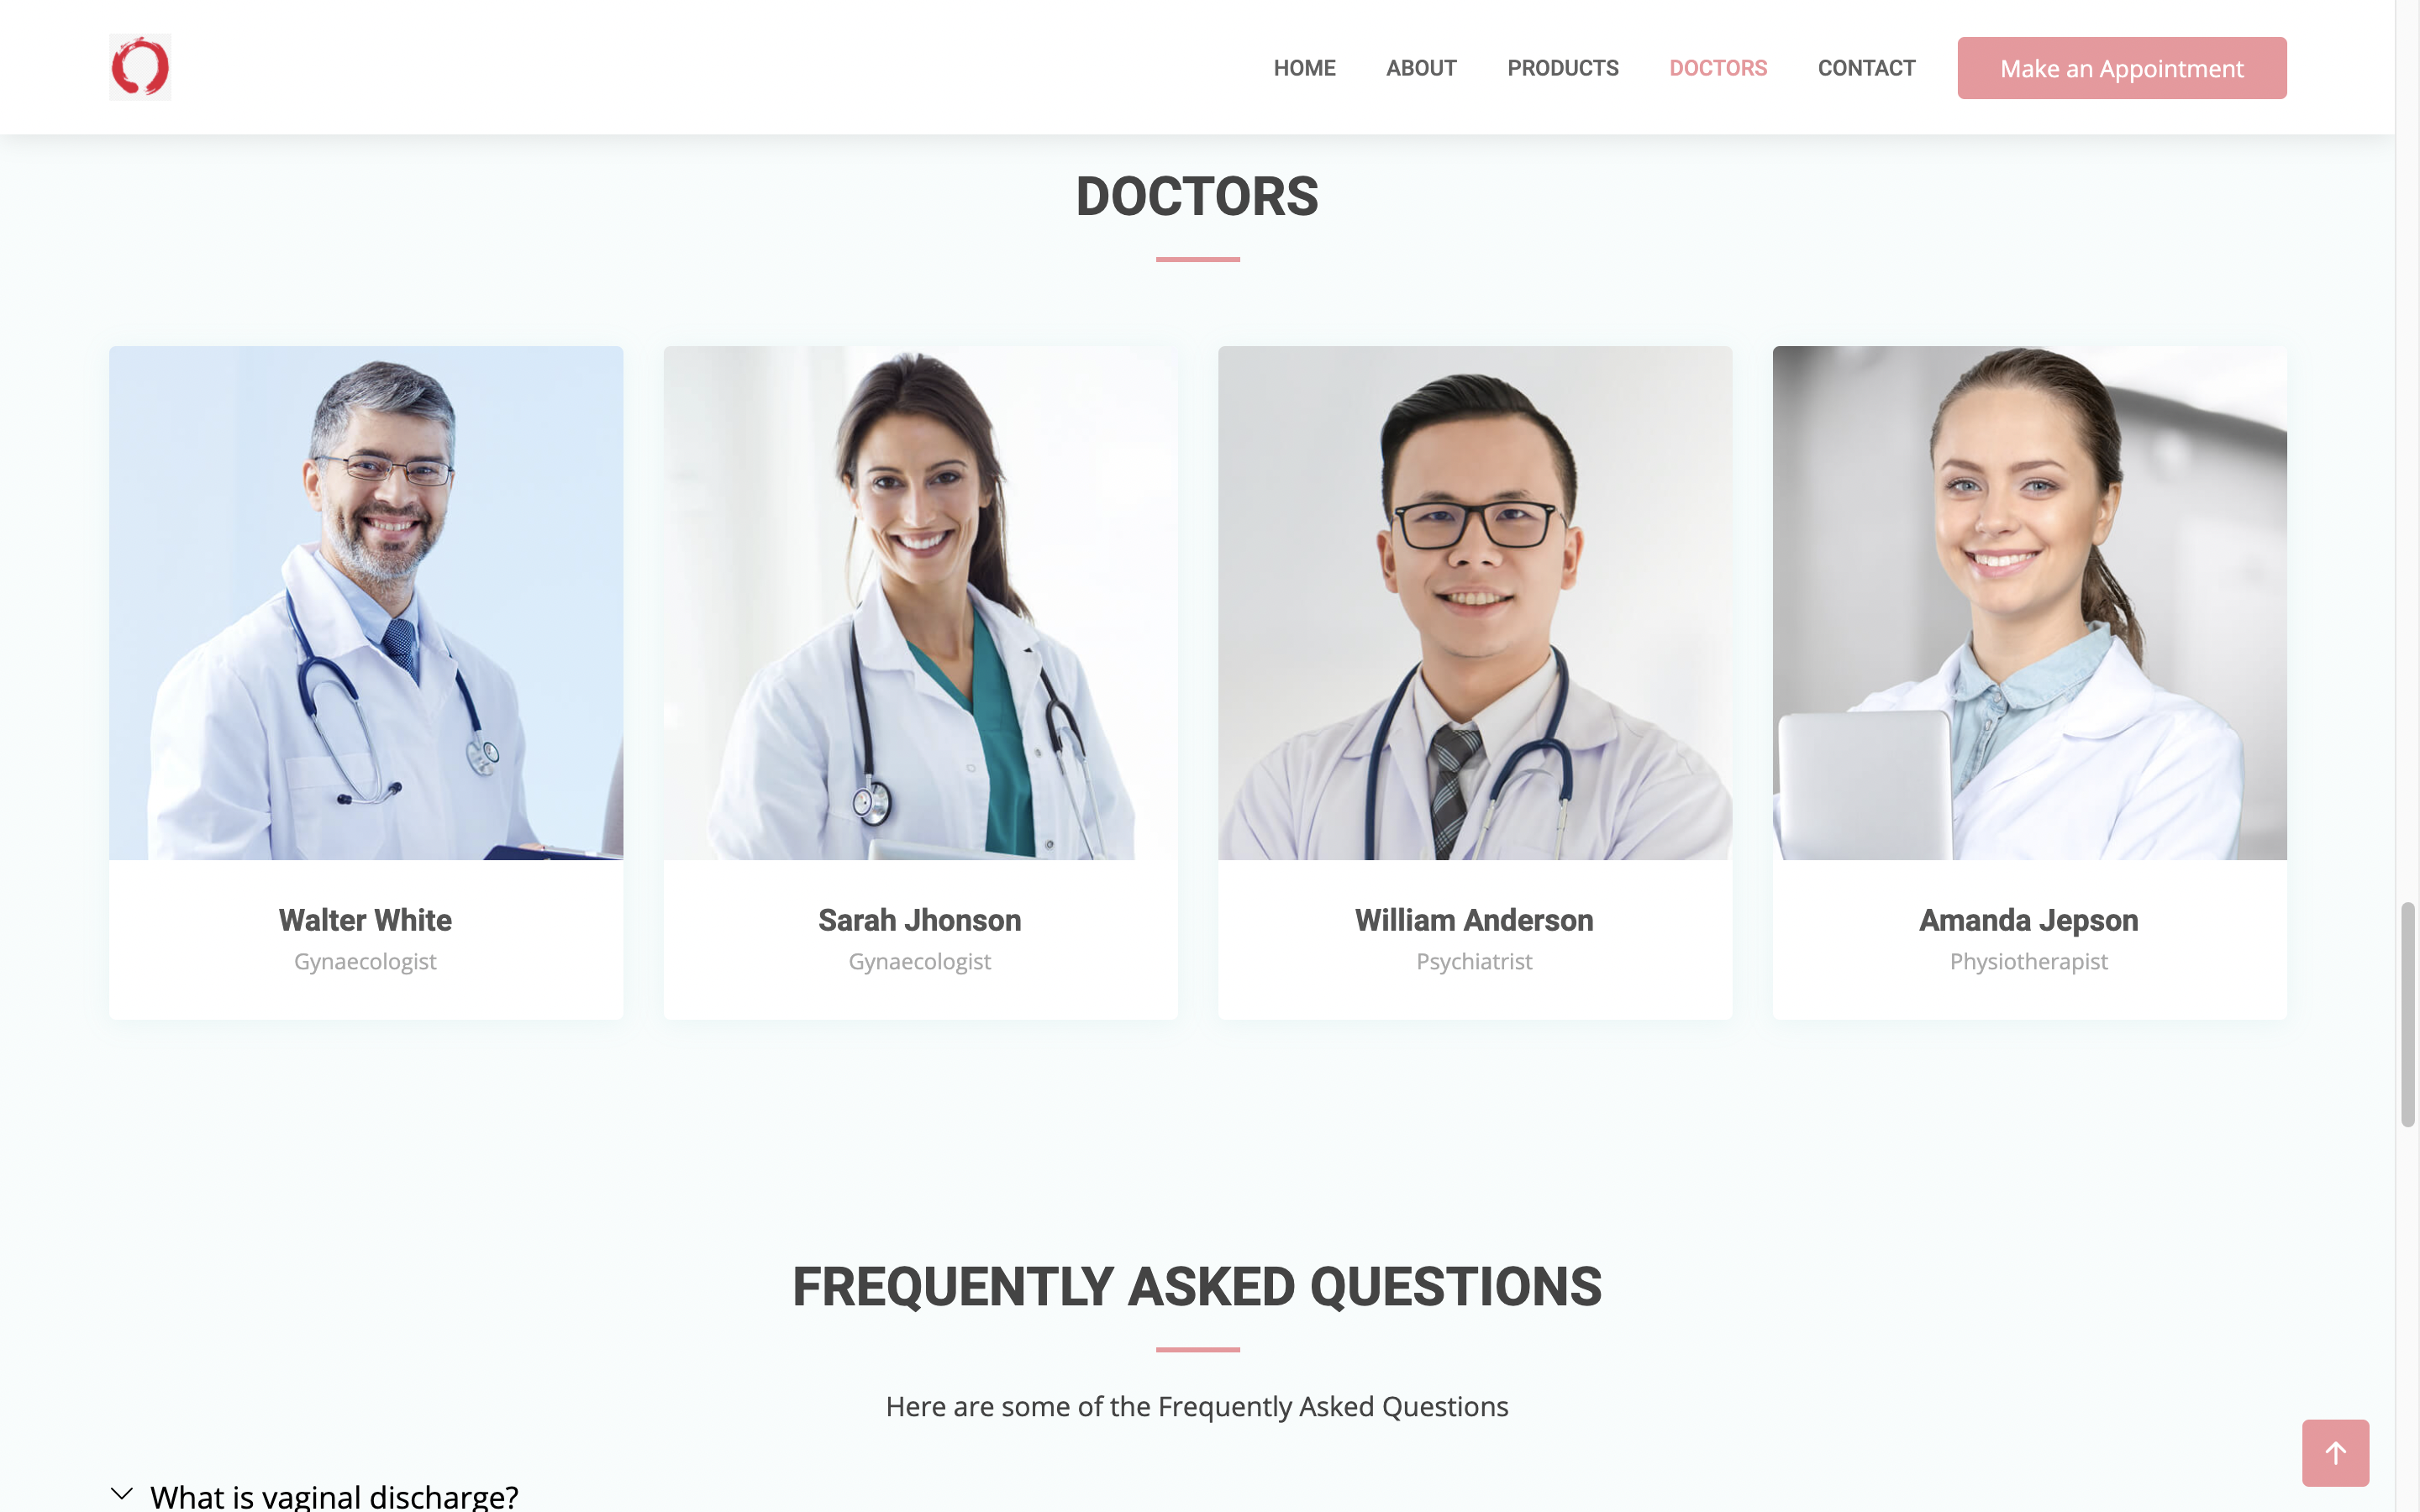 HOME ABOUT PRODUCTS DOCTORS CONTACT Make an Appointment
DOCTORS
Walter White
Gynaecologist
Sarah Jhonson
Gynaecologist
William Anderson
Psychiatrist
Amanda Jepson
Physiotherapist
FREQUENTLY ASKED QUESTIONS
Here are some of the Frequently Asked Questions
What is vaginal discharge?